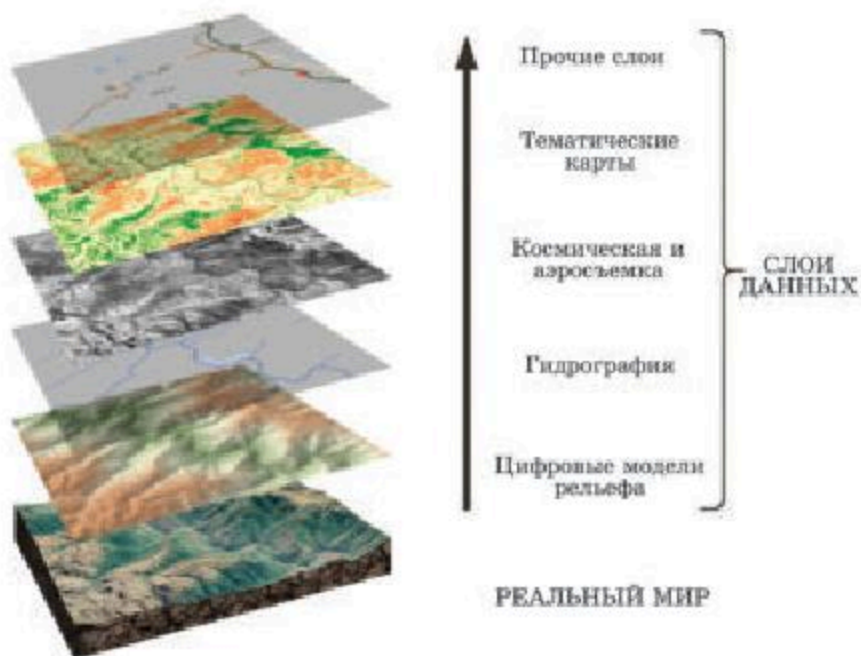 Прочие слои
Тематические
карты
Космическая и
аэросъемка
СЛОИ
ДАННЫХ
Гидрография
Цифровые модели
рельефа
РЕАЛЬНЫЙ МИР